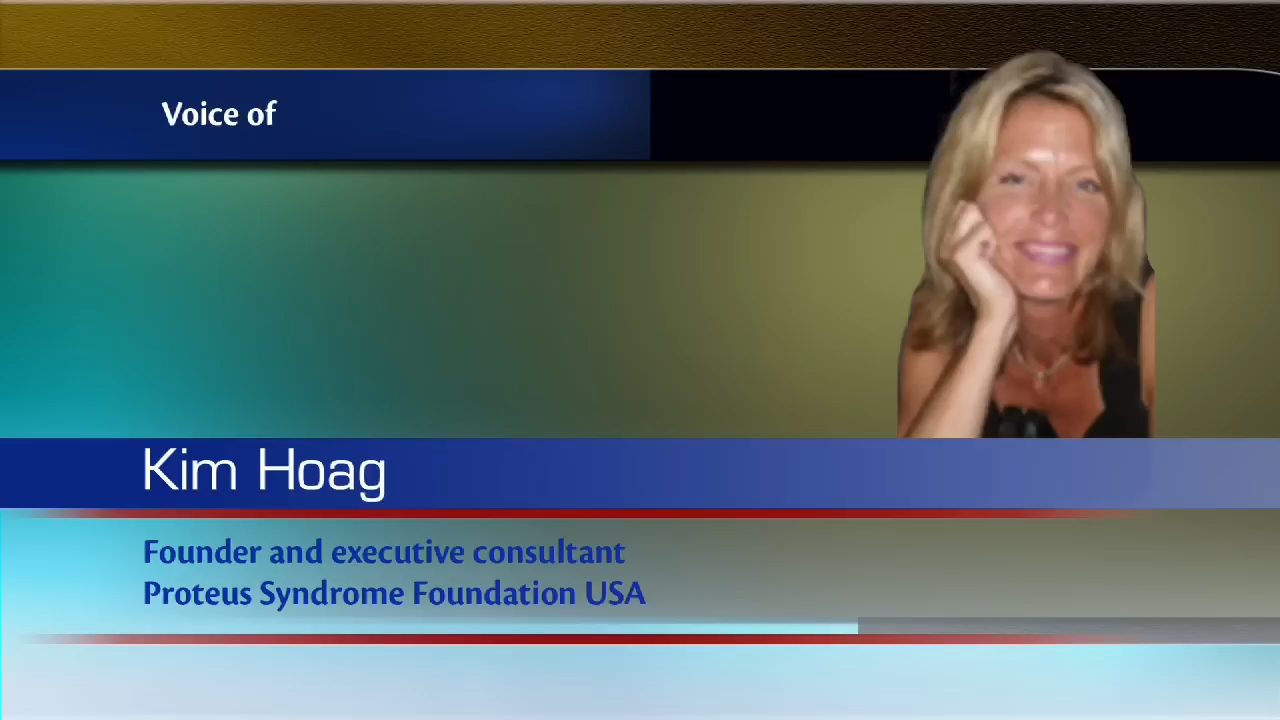 Voice of
Kim Hoag
Founder and executive consultant
Proteus Syndrome Foundation USA